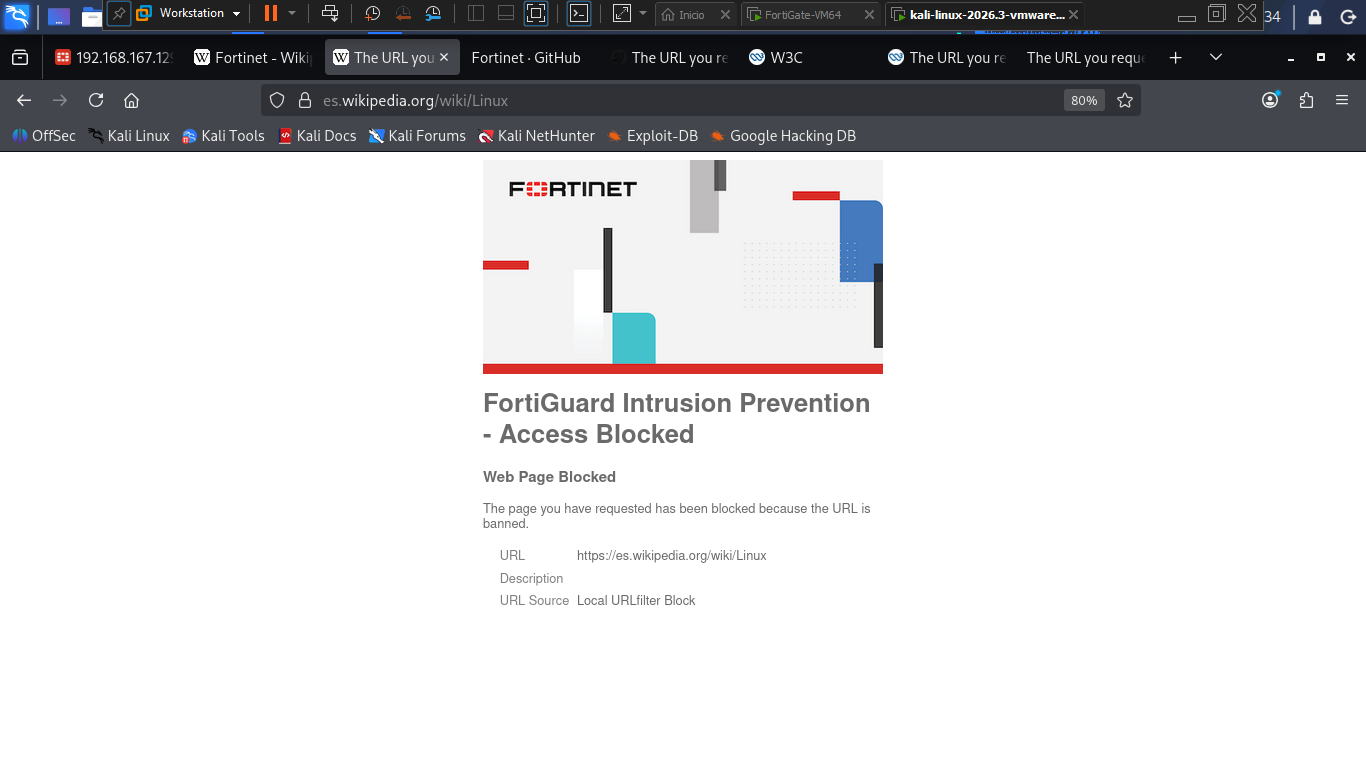 Workstation
Inicio
FortiGate-VM64
kali-linux-2026.3-vmware...
34
192.168.167.129
Fortinet - Wiki
The URL you
Fortinet · GitHub
The URL you re
W3C
The URL you re
The URL you reque
es.wikipedia.org/wiki/Linux
80%
OffSec
Kali Linux
Kali Tools
Kali Docs
Kali Forums
Kali NetHunter
Exploit-DB
Google Hacking DB
FORTINET
FortiGuard Intrusion Prevention
- Access Blocked
Web Page Blocked
The page you have requested has been blocked because the URL is
banned.
URL https://es.wikipedia.org/wiki/Linux
Description
URL Source Local URLfilter Block